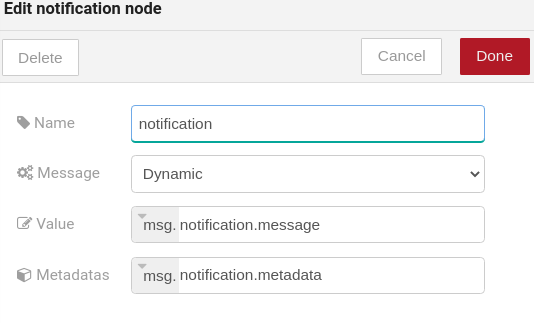 Edit notification node
Delete Cancel Done
Name notification
Message Dynamic
Value msg. notification.message
Metadatas msg. notification.metadata